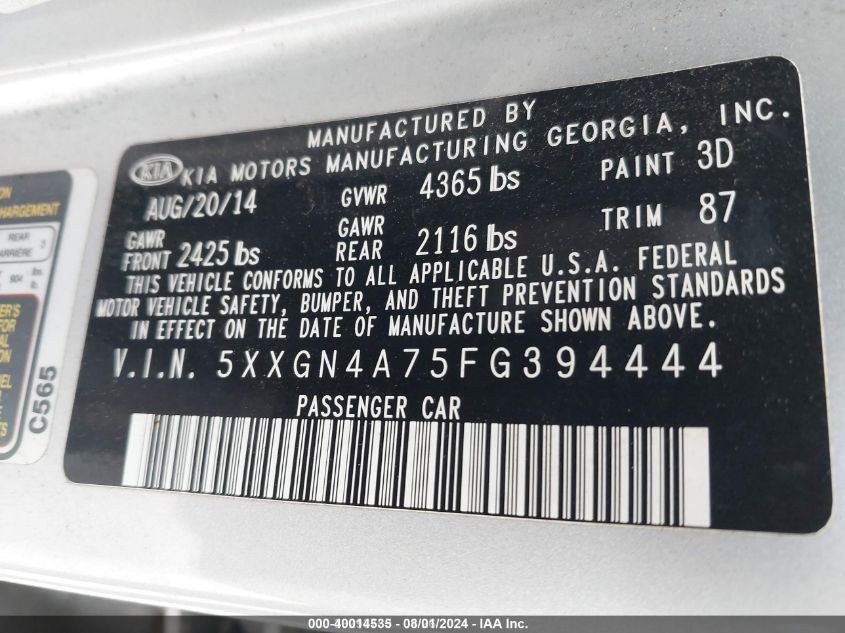 MANUFACTURED BY
KIA KIA MOTORS MANUFACTURING GEORGIA, INC.
AUG/20/14 GVWR 4365 lbs PAINT 3D
GAWR FRONT 2425 lbs GAWR REAR 2116 lbs TRIM 87
THIS VEHICLE CONFORMS TO ALL APPLICABLE U.S.A. FEDERAL
MOTOR VEHICLE SAFETY, BUMPER, AND THEFT PREVENTION STANDARDS
IN EFFECT ON THE DATE OF MANUFACTURE SHOWN ABOVE.
V.I.N. 5XXGN4A75FG394444
PASSENGER CAR
REAR 3
C565
000-40014535 - 08/01/2024 - IAA Inc.